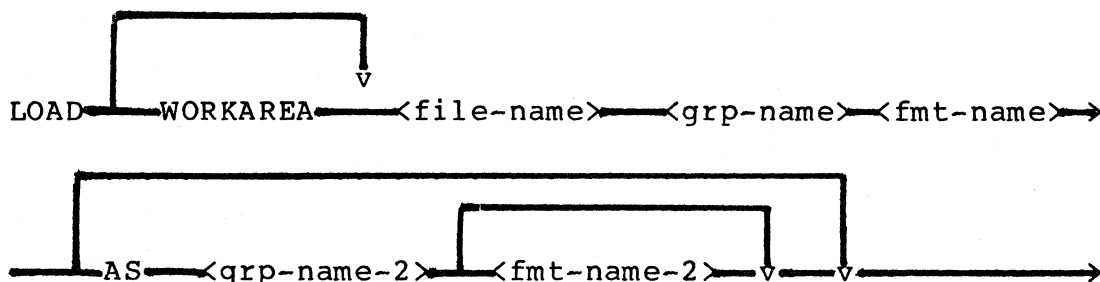 LOAD WORKAREA <file-name> <grp-name> <fmt-name>
AS <grp-name-2> <fmt-name-2>